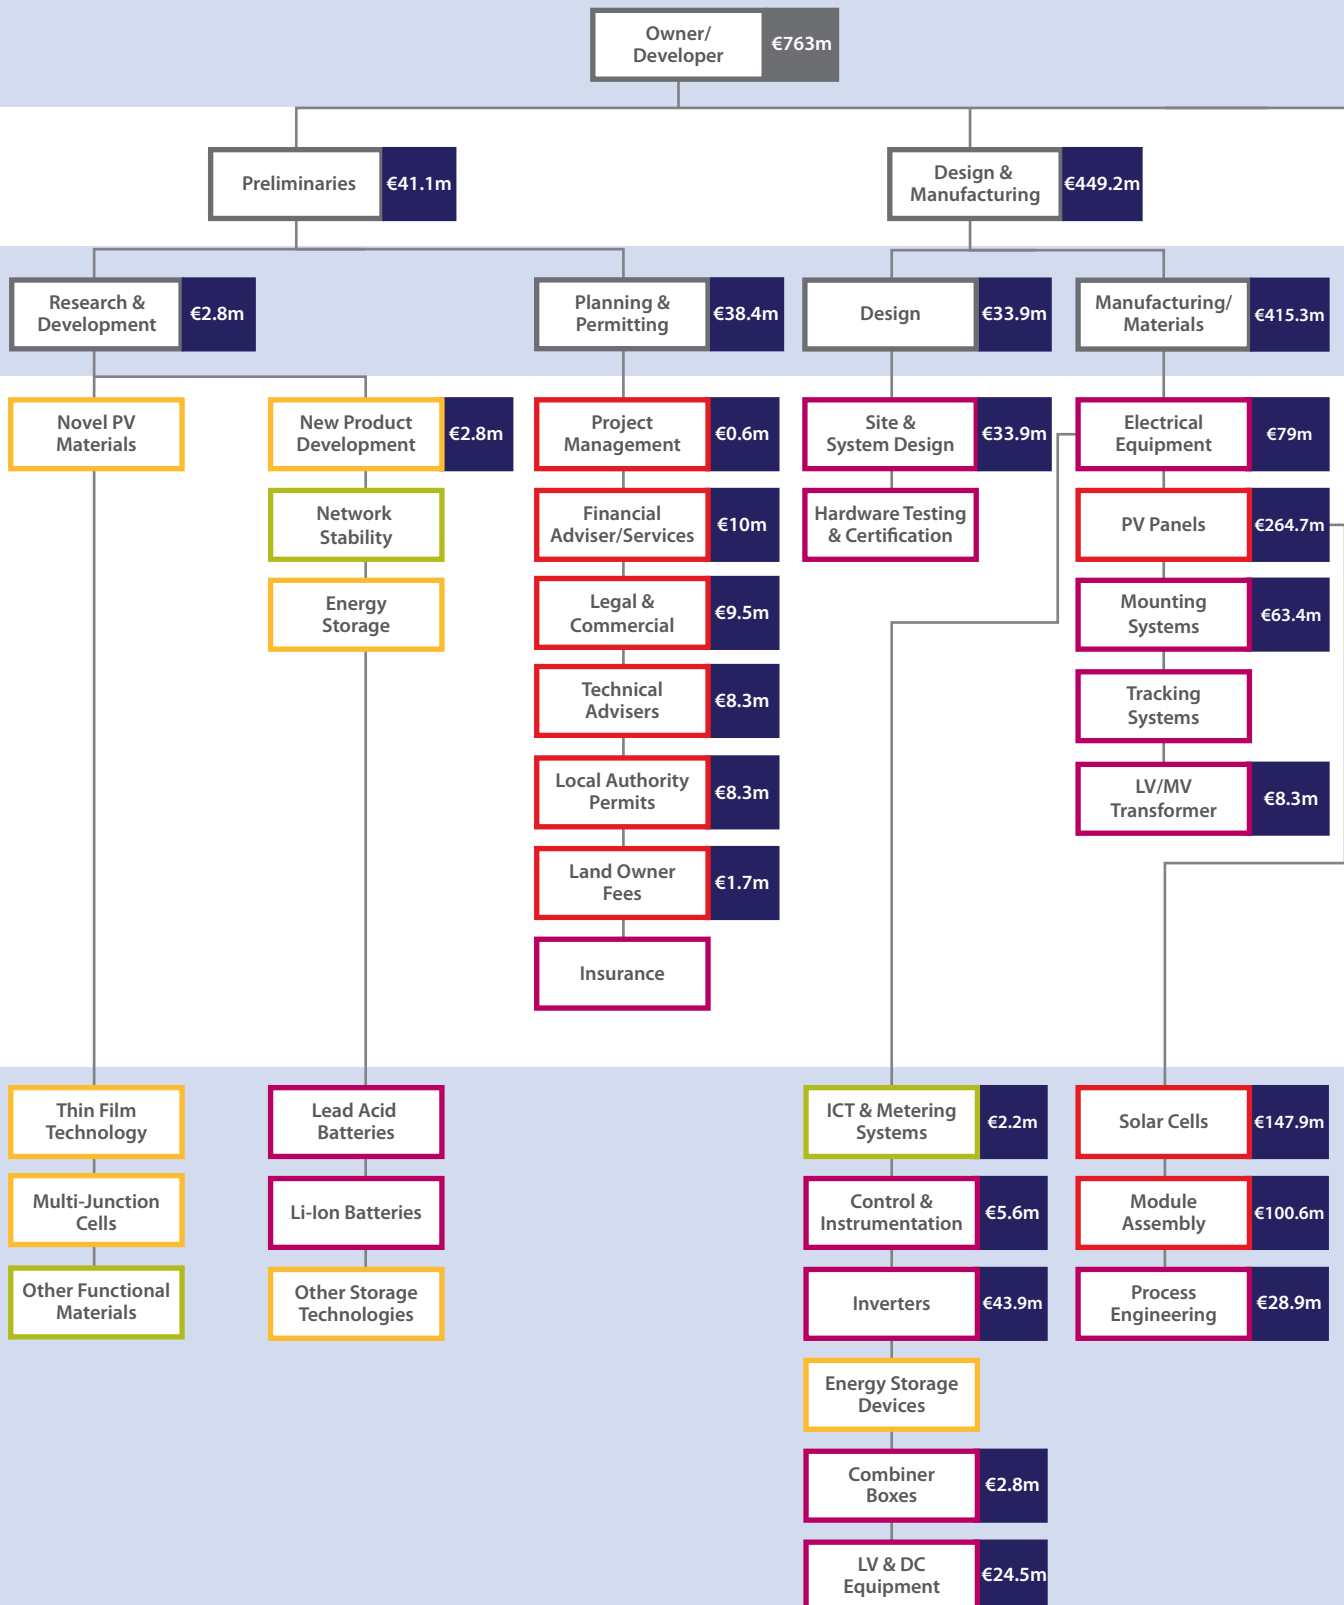 Owner/
Developer
€763m
Preliminaries
€41.1m
Design &
Manufacturing
€449.2m
Research &
Development
€2.8m
Planning &
Permitting
€38.4m
Design
€33.9m
Manufacturing/
Materials
€415.3m
Novel PV
Materials
New Product
Development
€2.8m
Project
Management
€0.6m
Site &
System Design
€33.9m
Electrical
Equipment
€79m
Network
Stability
Financial
Adviser/Services
€10m
Hardware Testing
& Certification
PV Panels
€264.7m
Energy
Storage
Legal &
Commercial
€9.5m
Mounting
Systems
€63.4m
Technical
Advisers
€8.3m
Tracking
Systems
Local Authority
Permits
€8.3m
LV/MV
Transformer
€8.3m
Land Owner
Fees
€1.7m
Insurance
Thin Film
Technology
Lead Acid
Batteries
ICT & Metering
Systems
€2.2m
Solar Cells
€147.9m
Multi-Junction
Cells
Li-Ion Batteries
Control &
Instrumentation
€5.6m
Module
Assembly
€100.6m
Other Functional
Materials
Other Storage
Technologies
Inverters
€43.9m
Process
Engineering
€28.9m
Energy Storage
Devices
Combiner
Boxes
€2.8m
LV & DC
Equipment
€24.5m